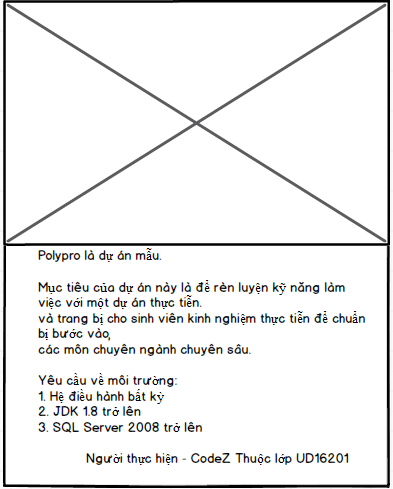 Polypro là dự án mẫu.
Mục tiêu của dự án này là để rèn luyện kỹ năng làm
việc với một dự án thực tiễn.
và trang bị cho sinh viên kinh nghiệm thực tiễn để chuẩn
bị bước vào,
các môn chuyên ngành chuyên sâu.
Yêu cầu về môi trường:
1. Hệ điều hành bất kỳ
2. JDK 1.8 trở lên
3. SQL Server 2008 trở lên
Người thực hiện - CodeZ Thuộc lớp UD16201